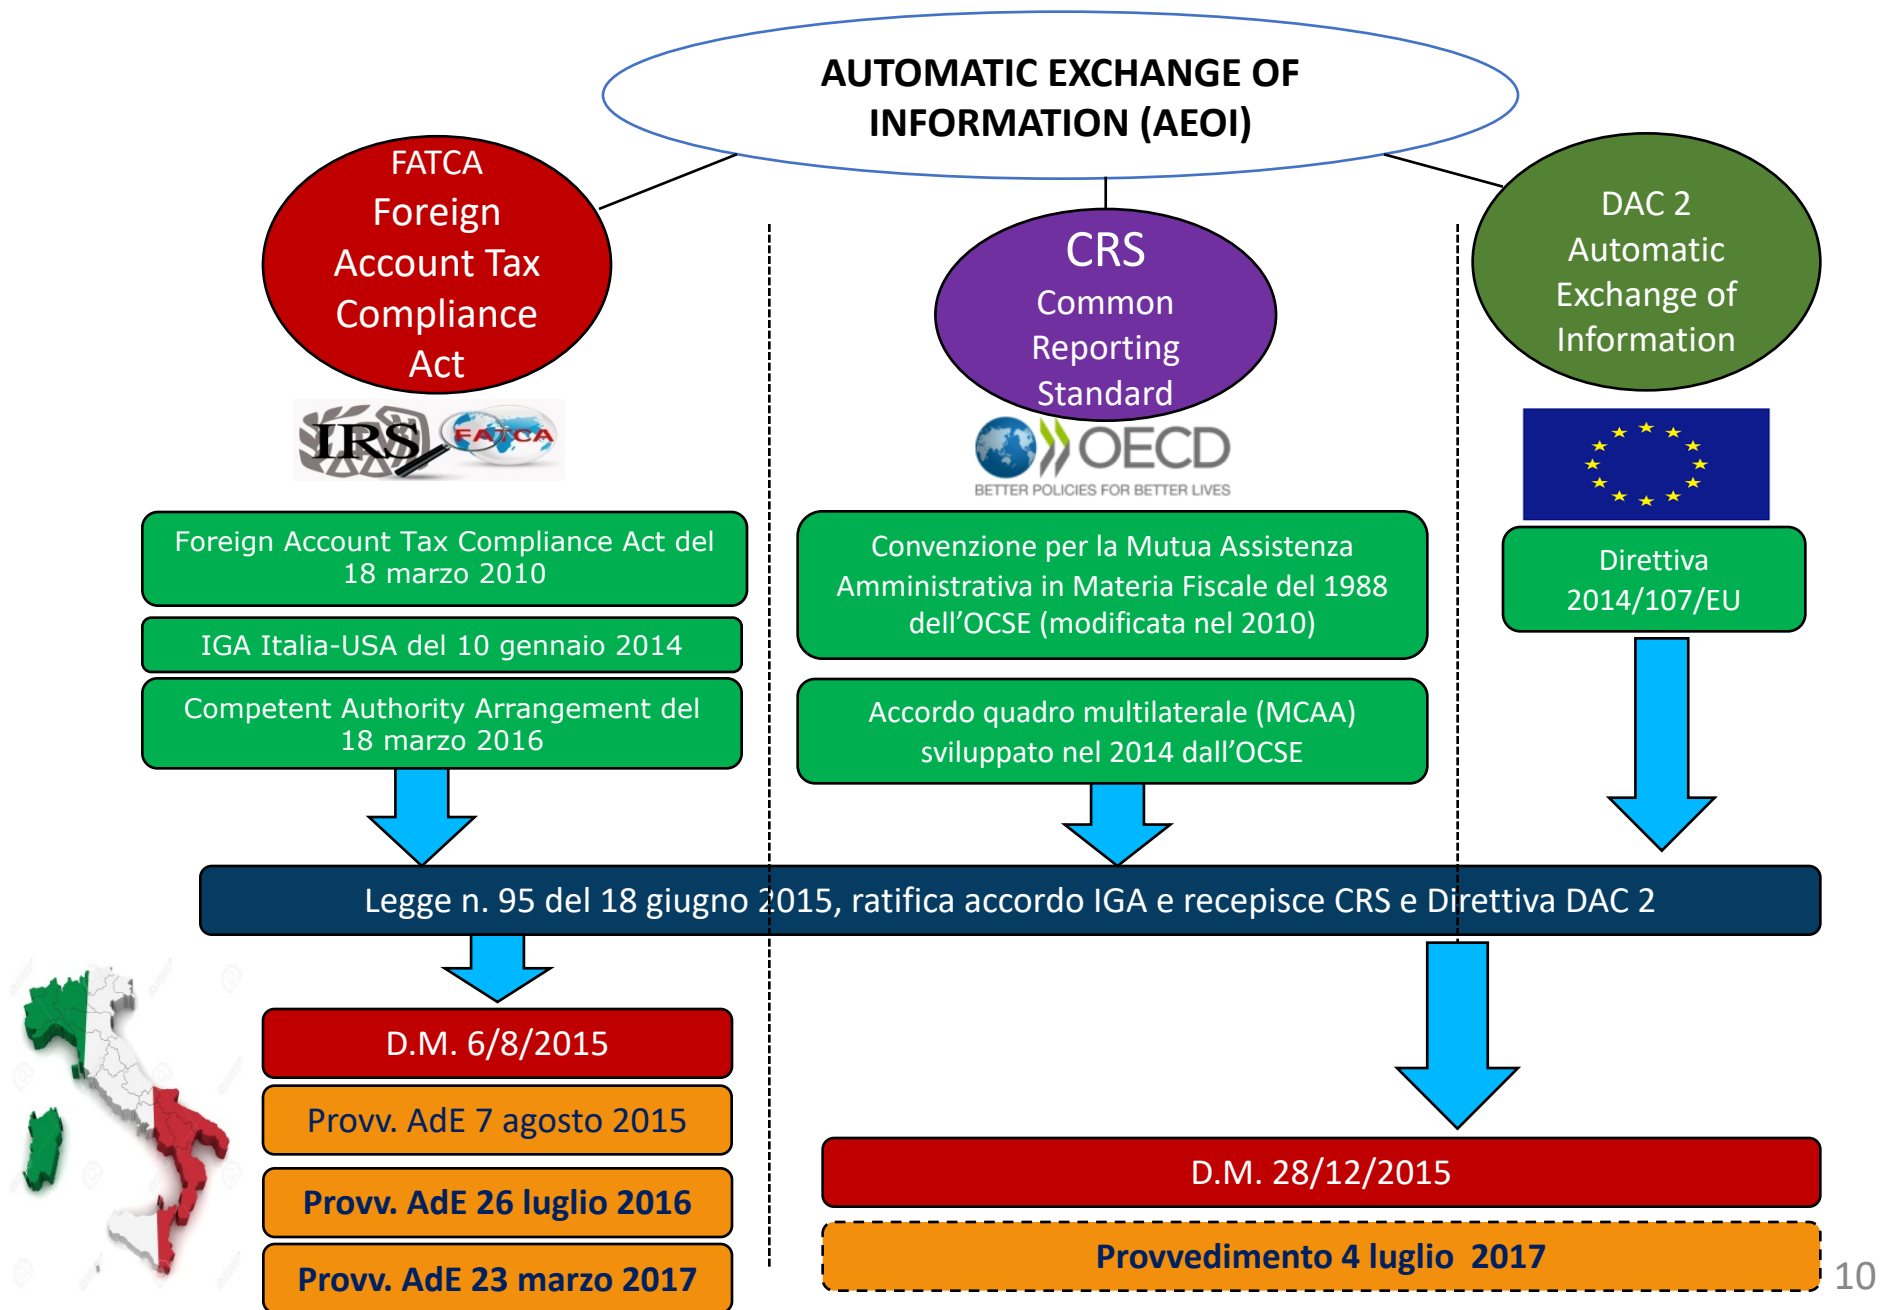 AUTOMATIC EXCHANGE OF
INFORMATION (AEOI)
FATCA
Foreign
Account Tax
Compliance
Act
CRS
Common
Reporting
Standard
DAC 2
Automatic
Exchange of
Information
IRS
FATCA
OECD
BETTER POLICIES FOR BETTER LIVES
Foreign Account Tax Compliance Act del
18 marzo 2010
IGA Italia-USA del 10 gennaio 2014
Competent Authority Arrangement del
18 marzo 2016
Convenzione per la Mutua Assistenza
Amministrativa in Materia Fiscale del 1988
dell’OCSE (modificata nel 2010)
Accordo quadro multilaterale (MCAA)
sviluppato nel 2014 dall’OCSE
Direttiva
2014/107/EU
Legge n. 95 del 18 giugno 2015, ratifica accordo IGA e recepisce CRS e Direttiva DAC 2
D.M. 6/8/2015
Provv. AdE 7 agosto 2015
Provv. AdE 26 luglio 2016
Provv. AdE 23 marzo 2017
D.M. 28/12/2015
Provvedimento 4 luglio 2017
10